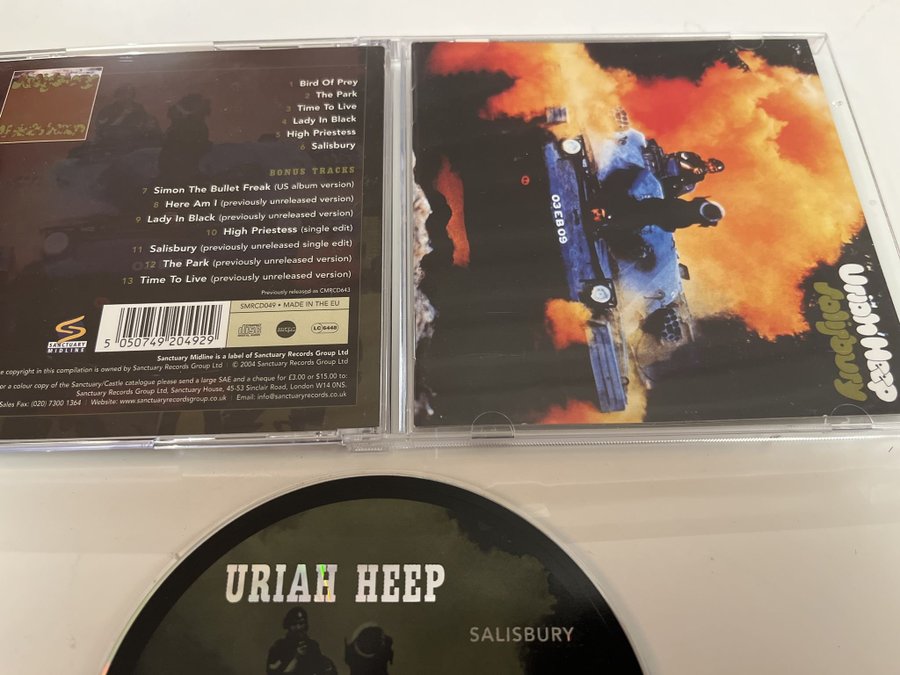 1 Bird Of Prey
2 The Park
3 Time To Live
4 Lady In Black
5 High Priestess
6 Salisbury
BONUS TRACKS
7 Simon The Bullet Freak (US album version)
8 Here Am I (previously unreleased version)
9 Lady In Black (previously unreleased version)
10 High Priestess (single edit)
11 Salisbury (previously unreleased single edit)
12 The Park (previously unreleased version)
13 Time To Live (previously unreleased version)
Previously released as CMRCD643
SMRCD049 • MADE IN THE EU
SANCTUARY
MIDLINE
5 050749 204929
LC 6448
Sanctuary Midline is a label of Sanctuary Records Group Ltd
he copyright in this compilation is owned by Sanctuary Records Group Ltd © 2004 Sanctuary Records Group Ltd.
or a colour copy of the Sanctuary/Castle catalogue please send a large SAE and a cheque for £3.00 or $15.00 to:
Sanctuary Records Group Ltd. Sanctuary House, 45-53 Sinclair Road, London W14 0NS.
Sales Fax: (020) 7300 1364 | Website: www.sanctuaryrecordsgroup.co.uk | Email: info@sanctuaryrecords.co.uk
03EB09
Uriah Heep
Salisbury
URIAH HEEP
SALISBURY